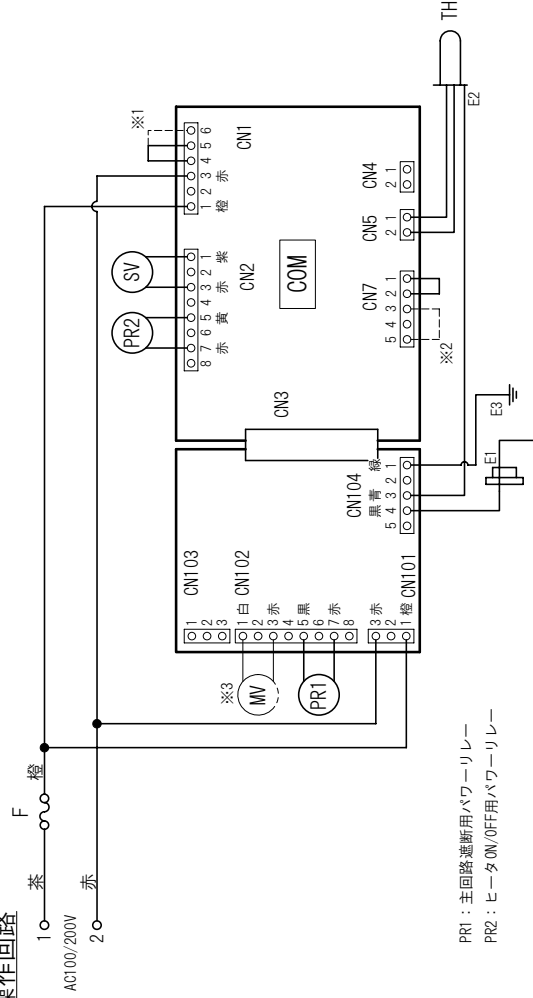 操作回路
1
茶
F
橙
AC100/200V
2
赤
※1
1 2 3 4 5 6
橙 赤
CN1
SV
PR2
8 7 6 5 4 3 2 1
赤 黄 赤 紫
CN2
COM
CN3
CN7
5 4 3 2 1
※2
CN5
2 1
CN4
2 1
TH
E2
CN103
1
2
3
CN102
1 白
2
3 赤
4
5 黒
6
7 赤
8
※3
MV
PR1
3 赤
2
1 橙
CN101
CN104
黒 青 緑
5 4 3 2 1
E1
E3
PR1：主回路遮断用パワーリレー
PR2：ヒータON/OFF用パワーリレー